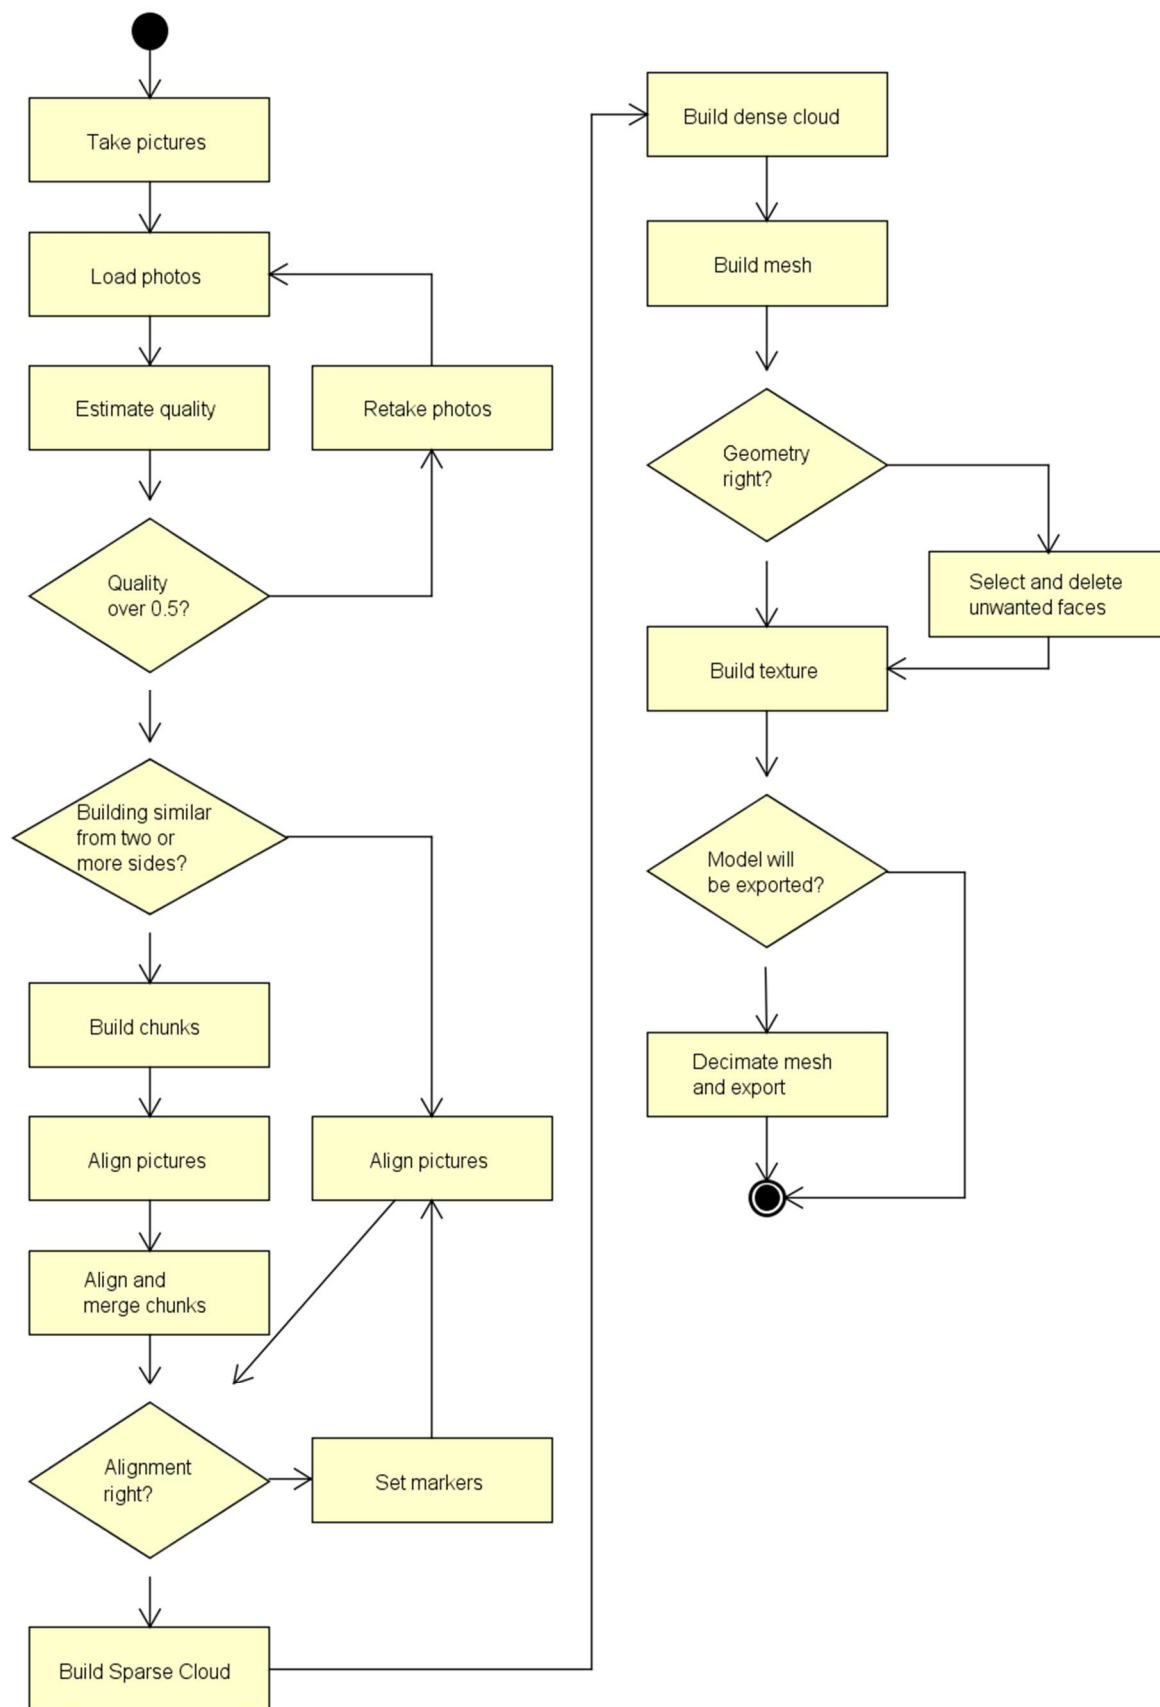 Take pictures
Load photos
Estimate quality
Retake photos
Quality
over 0.5?
Building similar
from two or
more sides?
Build chunks
Align pictures
Align pictures
Align and
merge chunks
Alignment
right?
Set markers
Build Sparse Cloud
Build dense cloud
Build mesh
Geometry
right?
Select and delete
unwanted faces
Build texture
Model will
be exported?
Decimate mesh
and export